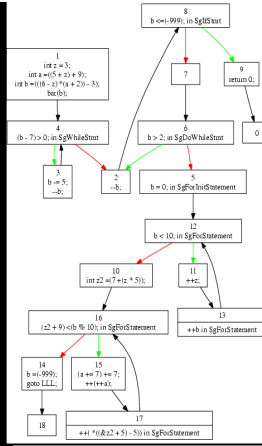 8
b <=(-999); in SgIfStmt
1
int z = 3;
int a =((5 + z) + 9);
int b =(((6 - z) *(a + 2)) - 3);
bar(b);
7
9
return 0;
0
4
(b - 7) > 0; in SgWhileStmt
2
--b;
6
b > 2; in SgDoWhileStmt
3
b -= 5;
--b;
5
b = 0; in SgForInitStatement
12
b < 10; in SgForStatement
10
int z2 =(7 +(z * 5));
11
++z;
13
++b in SgForStatement
16
(z2 + 9) <(b % 10); in SgForStatement
14
b =(-999);
goto LLL;
15
(a += 7) += 7;
++(++a);
18
17
++( *((&z2 + 5) - 5)) in SgForStatement